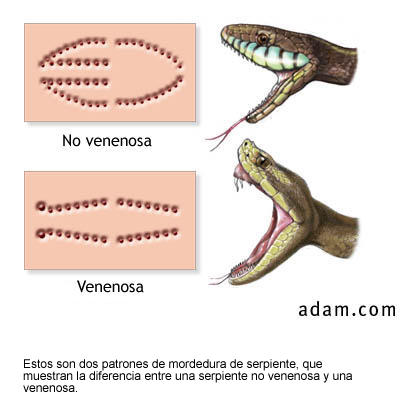 No venenosa
Venenosa
adam.com
Estos son dos patrones de mordedura de serpiente, que
muestran la diferencia entre una serpiente no venenosa y una
venenosa.